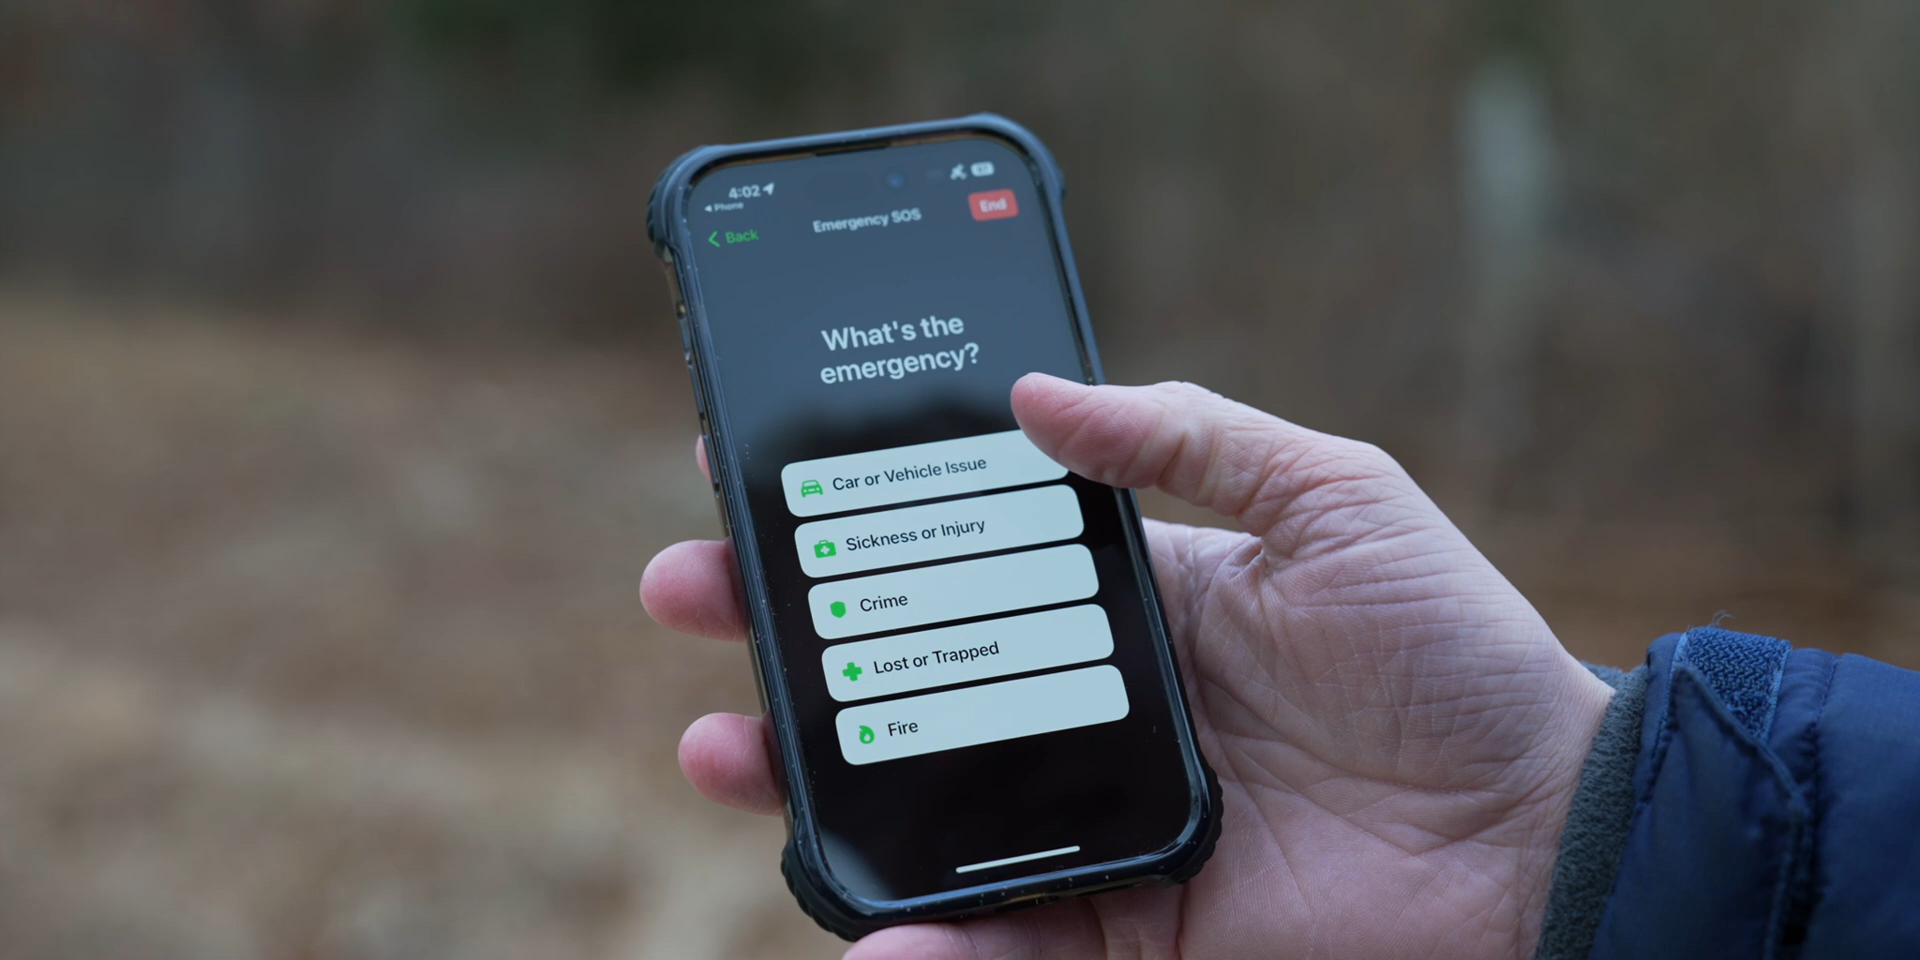 4:02
Phone
Back
Emergency SOS
End
What's the
emergency?
Car or Vehicle Issue
Sickness or Injury
Crime
Lost or Trapped
Fire